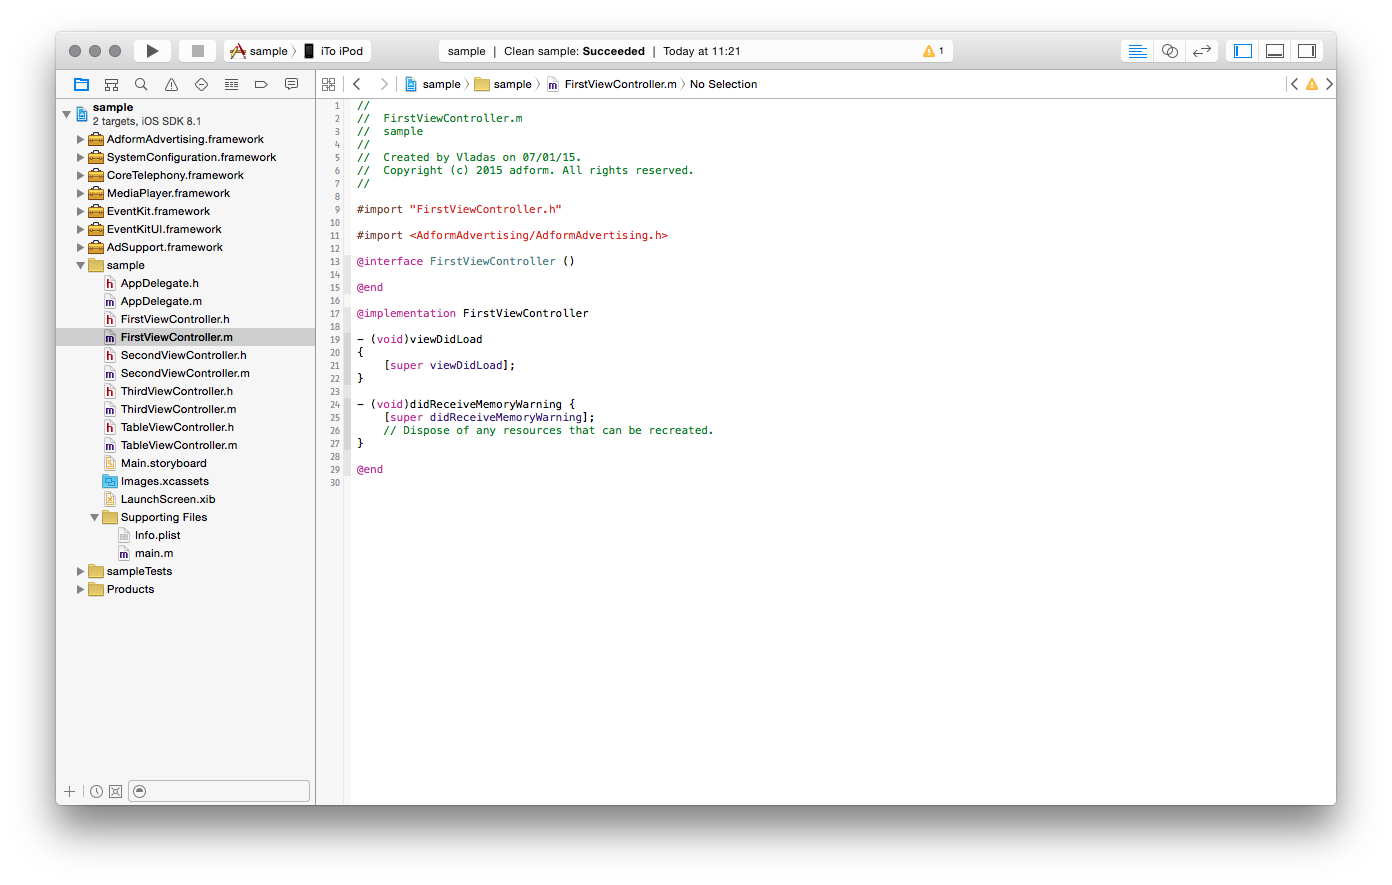 sample 〉 iTo iPod
sample | Clean sample: Succeeded | Today at 11:21
1
sample 〉 sample 〉 FirstViewController.m 〉 No Selection
sample
2 targets, iOS SDK 8.1
AdformAdvertising.framework
SystemConfiguration.framework
CoreTelephony.framework
MediaPlayer.framework
EventKit.framework
EventKitUI.framework
AdSupport.framework
sample
h AppDelegate.h
m AppDelegate.m
h FirstViewController.h
m FirstViewController.m
h SecondViewController.h
m SecondViewController.m
h ThirdViewController.h
m ThirdViewController.m
h TableViewController.h
m TableViewController.m
Main.storyboard
Images.xcassets
LaunchScreen.xib
Supporting Files
Info.plist
m main.m
sampleTests
Products
1 //
2 //  FirstViewController.m
3 //  sample
4 //
5 //  Created by Vladas on 07/01/15.
6 //  Copyright (c) 2015 adform. All rights reserved.
7 //
8
9 #import "FirstViewController.h"
10
11 #import <AdformAdvertising/AdformAdvertising.h>
12
13 @interface FirstViewController ()
14
15 @end
16
17 @implementation FirstViewController
18
19 - (void)viewDidLoad
20 {
21     [super viewDidLoad];
22 }
23
24 - (void)didReceiveMemoryWarning {
25     [super didReceiveMemoryWarning];
26     // Dispose of any resources that can be recreated.
27 }
28
29 @end
30